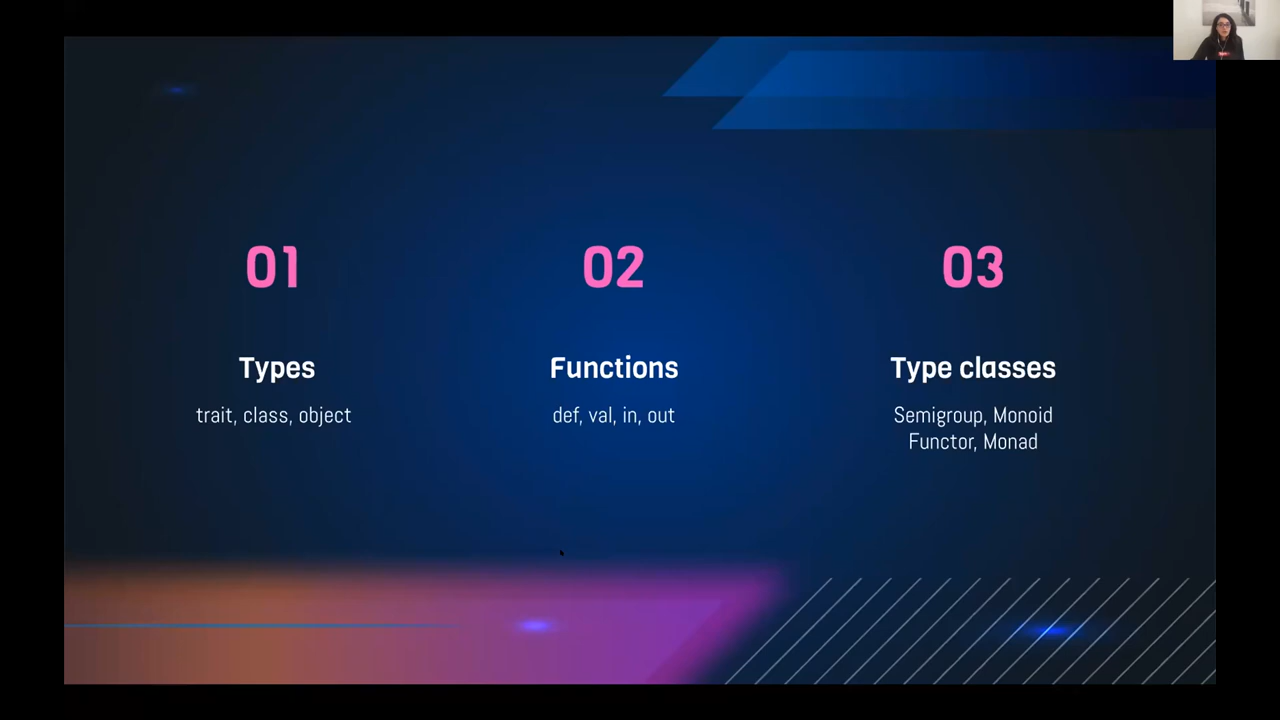 01
02
03
Types
Functions
Type classes
trait, class, object
def, val, in, out
Semigroup, Monoid
Functor, Monad